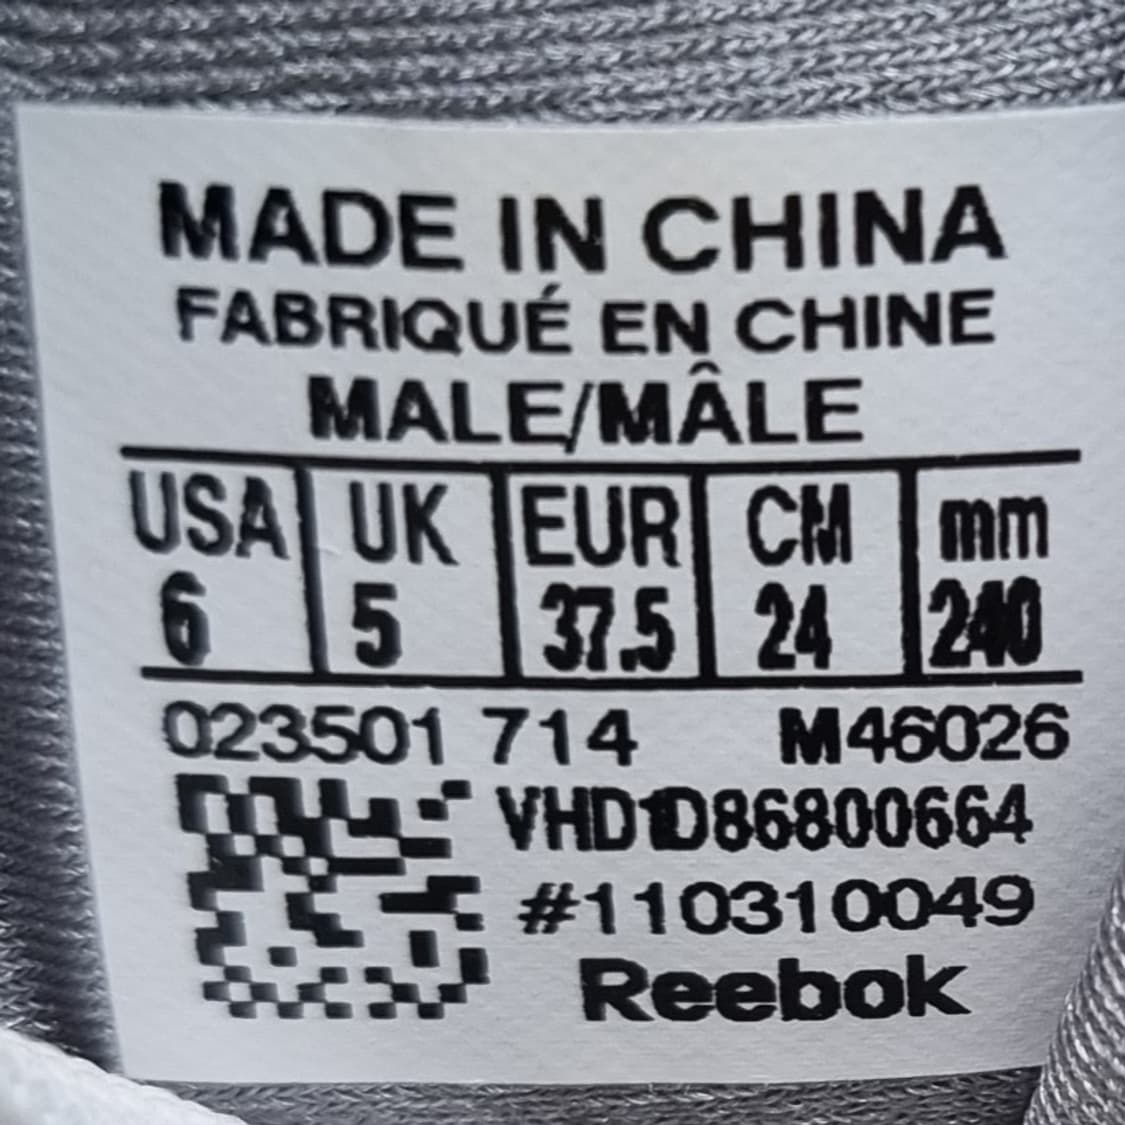 MADE IN CHINA
FABRIQUÉ EN CHINE
MALE/MÂLE
USA UK EUR CM mm
6 5 37.5 24 240
023501 714 M46026
VHD1D86800664
#110310049
Reebok